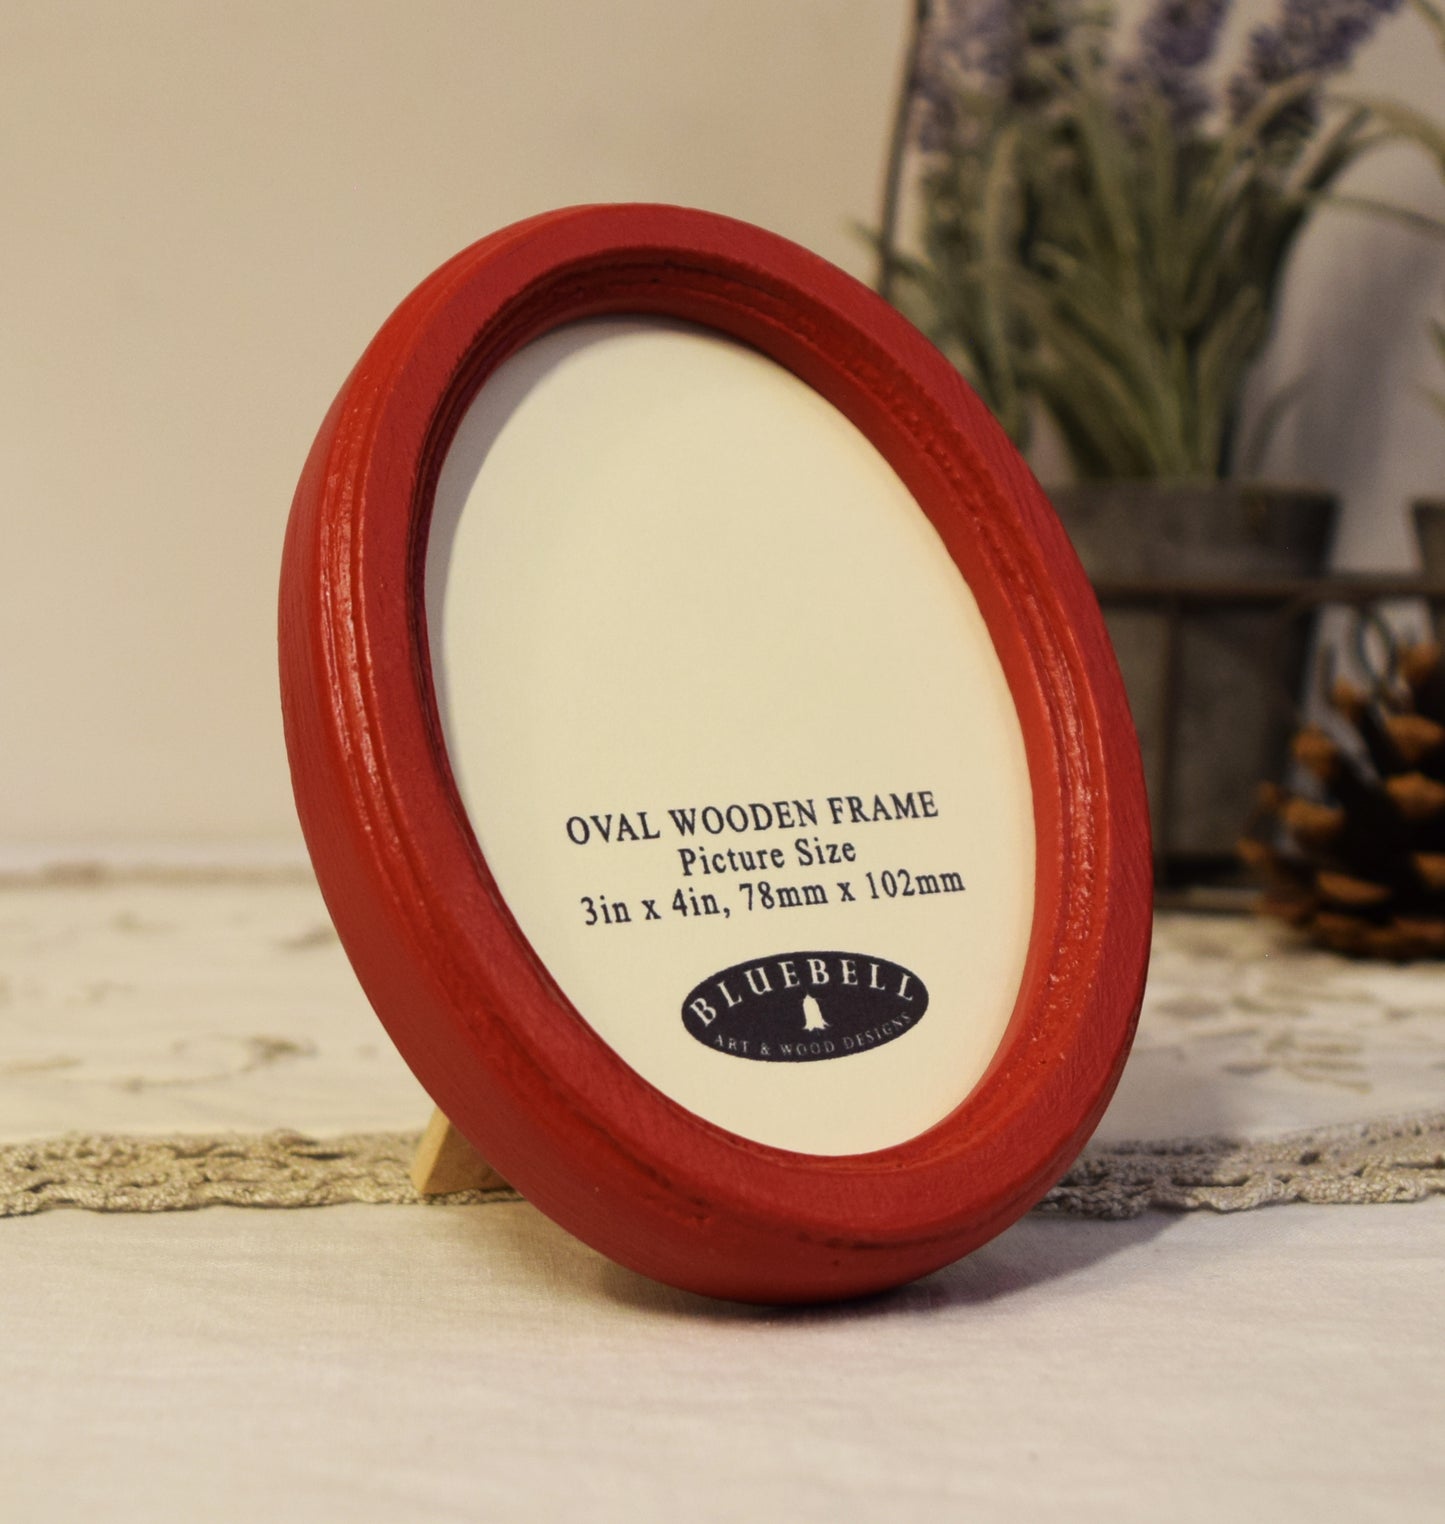 OVAL WOODEN FRAME
Picture Size
3in x 4in, 78mm x 102mm
BLUEBELL
ART & WOOD DESIGNS